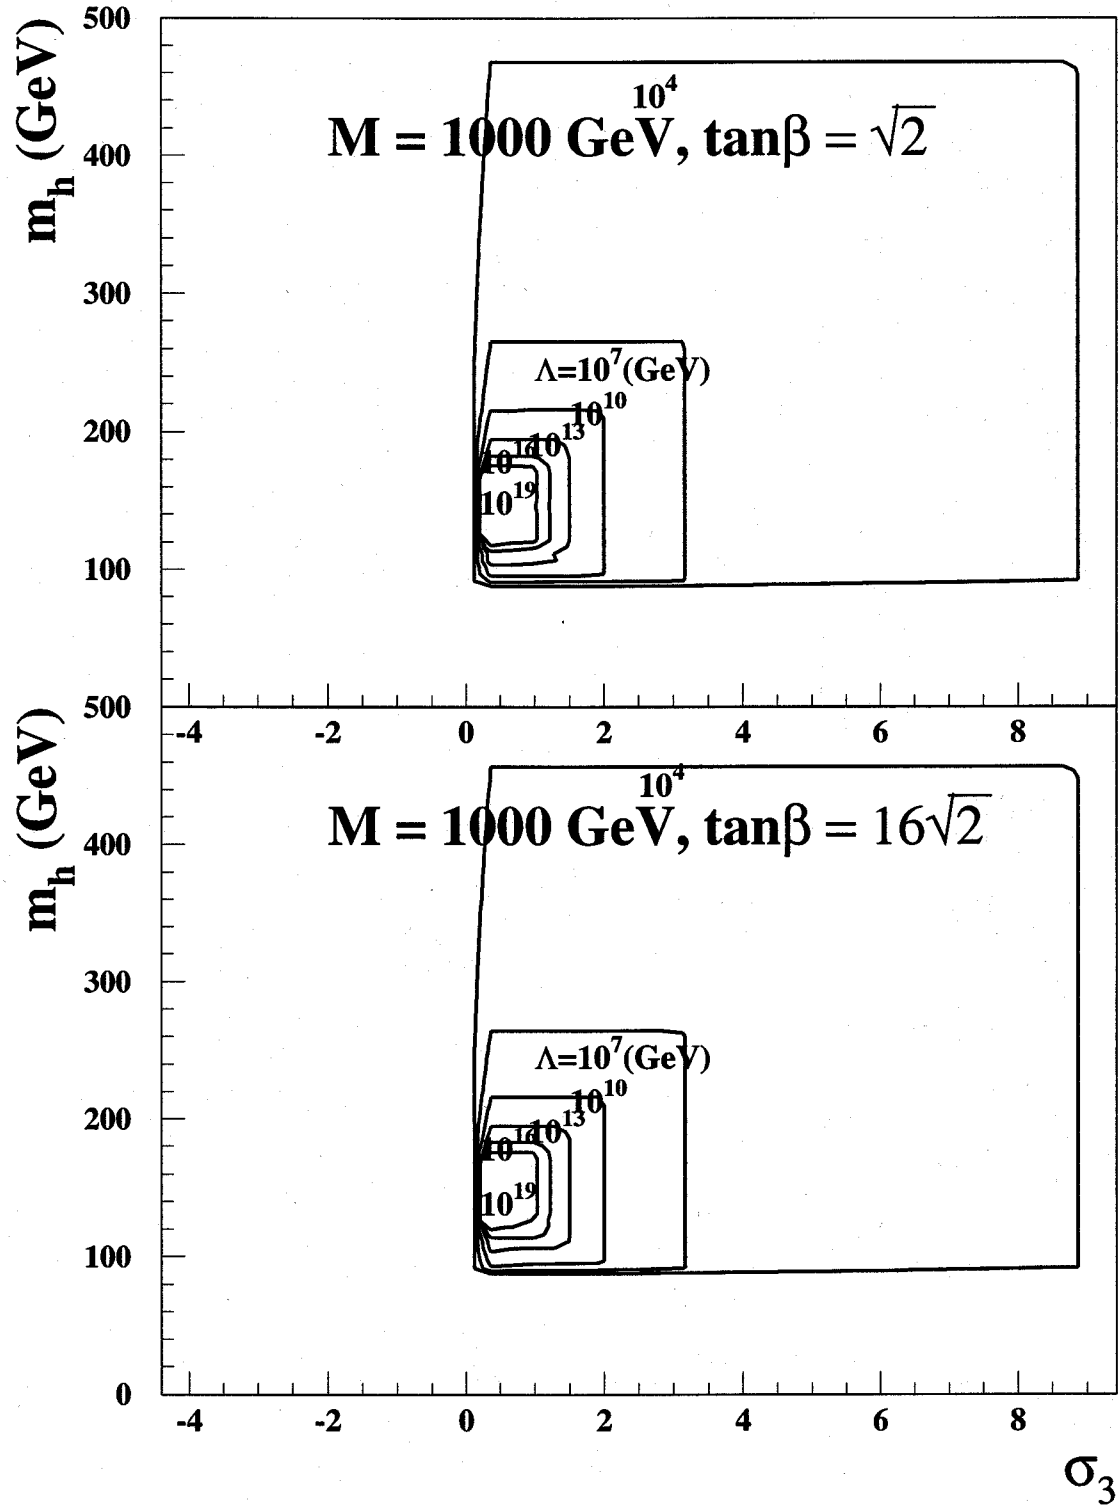 500
m_h (GeV)
10^4
M = 1000 GeV, tanβ = √2
400
300
Λ=10^7(GeV)
10^10
200
10^13
10^16
10^19
100
500
-4 -2 0 2 4 6 8
m_h (GeV)
10^4
M = 1000 GeV, tanβ = 16√2
400
300
Λ=10^7(GeV)
10^10
200
10^13
10^16
10^19
100
0
-4 -2 0 2 4 6 8
σ_3